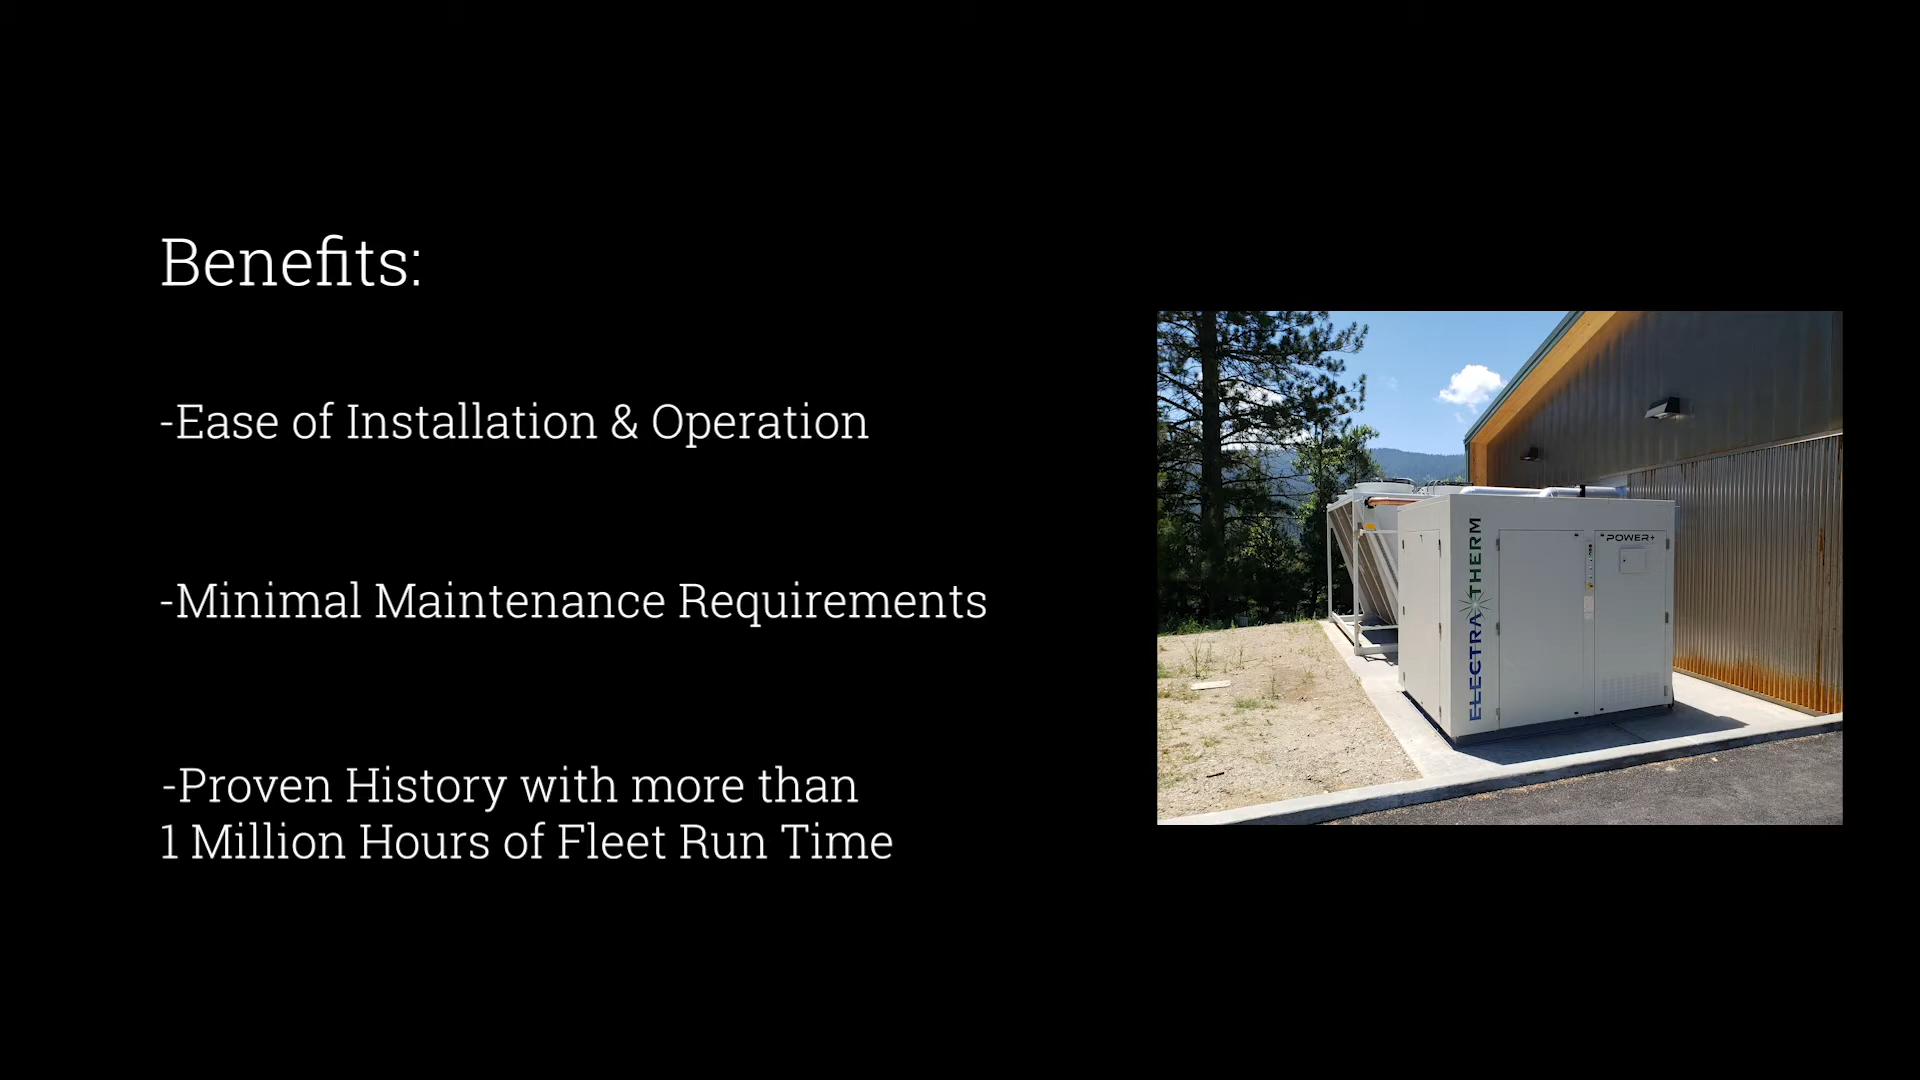 Benefits:
-Ease of Installation & Operation
-Minimal Maintenance Requirements
-Proven History with more than
1 Million Hours of Fleet Run Time
ELECTRATHERM
POWER+